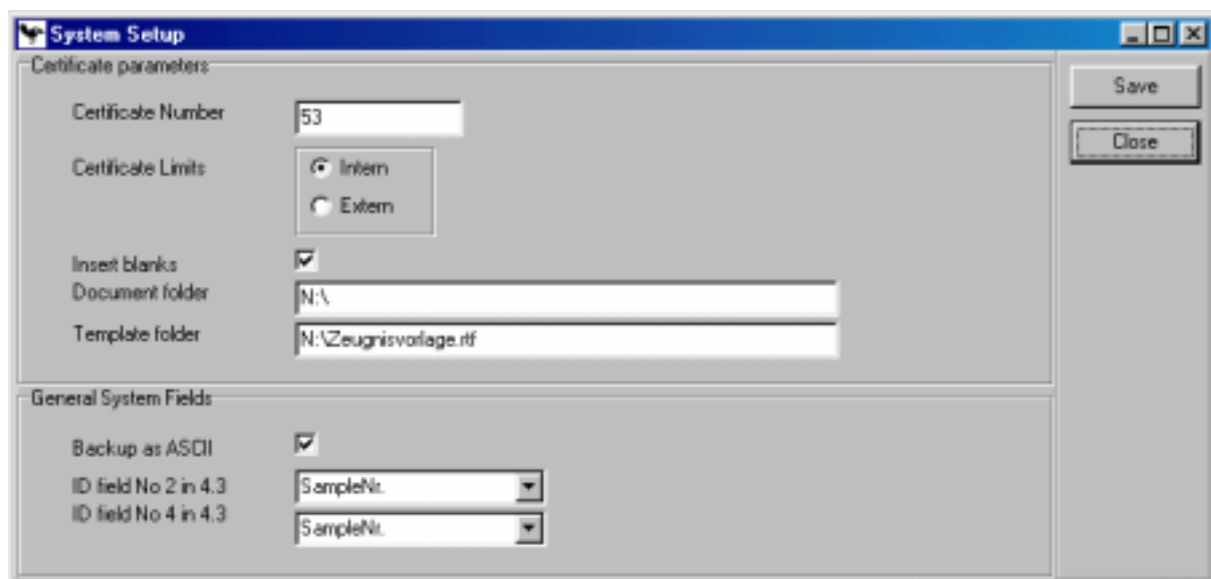 System Setup
Certificate parameters
Save
Certificate Number
53
Close
Certificate Limits
Intern
Extern
Insert blanks
Document folder
N:\
Template folder
N:\Zeugnisvorlage.rtf
General System Fields
Backup as ASCII
ID field No 2 in 4.3
SampleNr.
ID field No 4 in 4.3
SampleNr.